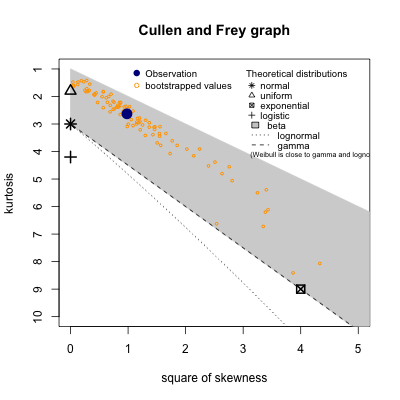 Cullen and Frey graph
Observation
bootstrapped values
Theoretical distributions
normal
uniform
exponential
logistic
beta
lognormal
gamma
(Weibull is close to gamma and logno
kurtosis
1
2
3
4
5
6
7
8
9
10
0
1
2
3
4
5
square of skewness